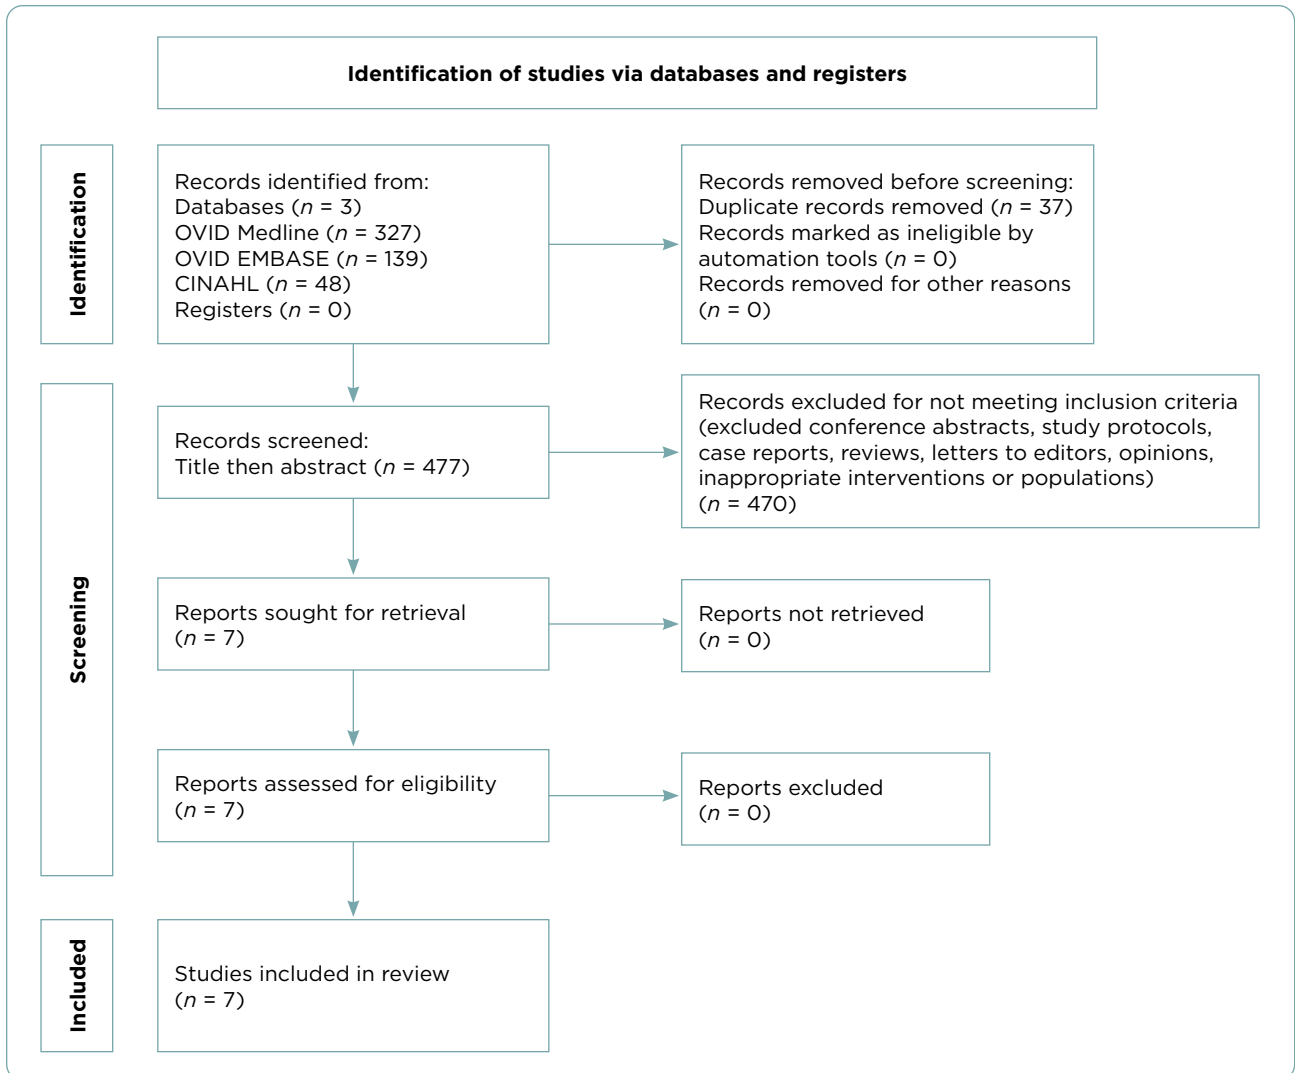 Identification of studies via databases and registers
Identification
Records identified from:
Databases (n = 3)
OVID Medline (n = 327)
OVID EMBASE (n = 139)
CINAHL (n = 48)
Registers (n = 0)
Records removed before screening:
Duplicate records removed (n = 37)
Records marked as ineligible by
automation tools (n = 0)
Records removed for other reasons
(n = 0)
Screening
Records screened:
Title then abstract (n = 477)
Records excluded for not meeting inclusion criteria
(excluded conference abstracts, study protocols,
case reports, reviews, letters to editors, opinions,
inappropriate interventions or populations)
(n = 470)
Reports sought for retrieval
(n = 7)
Reports not retrieved
(n = 0)
Reports assessed for eligibility
(n = 7)
Reports excluded
(n = 0)
Included
Studies included in review
(n = 7)